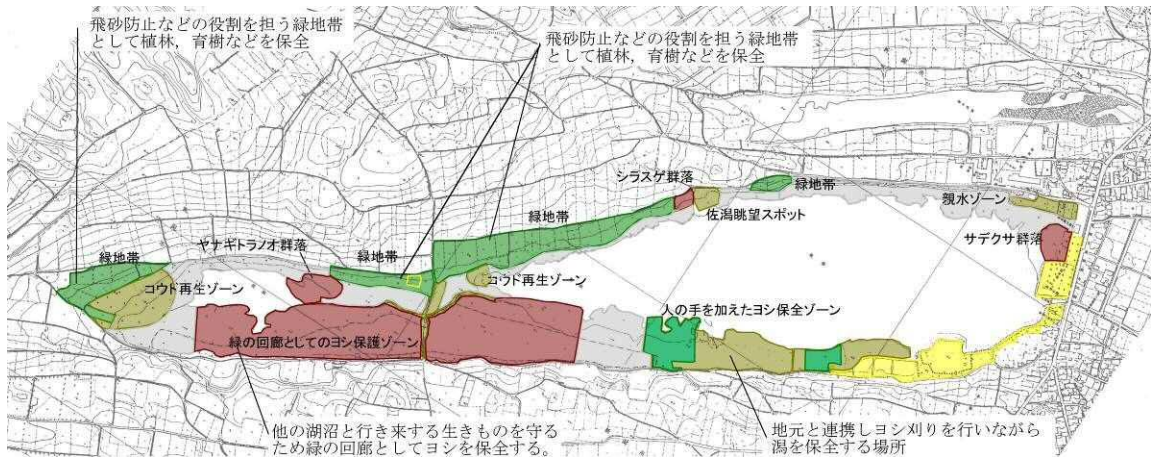 飛砂防止などの役割を担う緑地帯
として植林，育樹などを保全
飛砂防止などの役割を担う緑地帯
として植林，育樹などを保全
シラスゲ群落
緑地帯
佐潟眺望スポット
親水ゾーン
緑地帯
サデクサ群落
ヤナギトラノオ群落
緑地帯
緑地帯
コウド再生ゾーン
コウド再生ゾーン
人の手を加えたヨシ保全ゾーン
緑の回廊としてのヨシ保護ゾーン
他の湖沼と行き来する生きものを守る
ため緑の回廊としてヨシを保全する。
地元と連携しヨシ刈りを行いながら
潟を保全する場所